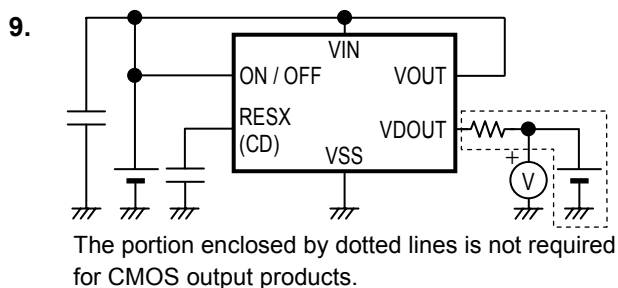 9.
VIN
ON / OFF
VOUT
RESX
(CD)
VDOUT
VSS
+
V
The portion enclosed by dotted lines is not required
for CMOS output products.